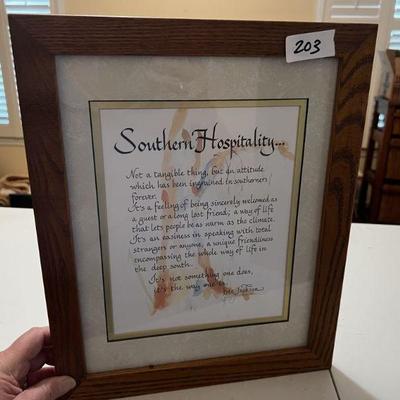 203
Southern Hospitality...
Not a tangible thing, but an attitude
which has been ingrained in southerners
forever.
It's a feeling of being sincerely welcomed as
a guest or a long lost friend; a way of life
that lets people be as warm as the climate.
It's an easiness in speaking with total
strangers or anyone, a unique friendliness
encompassing the whole way of life in
the deep south.
It's not something one does,
it's the way one is.